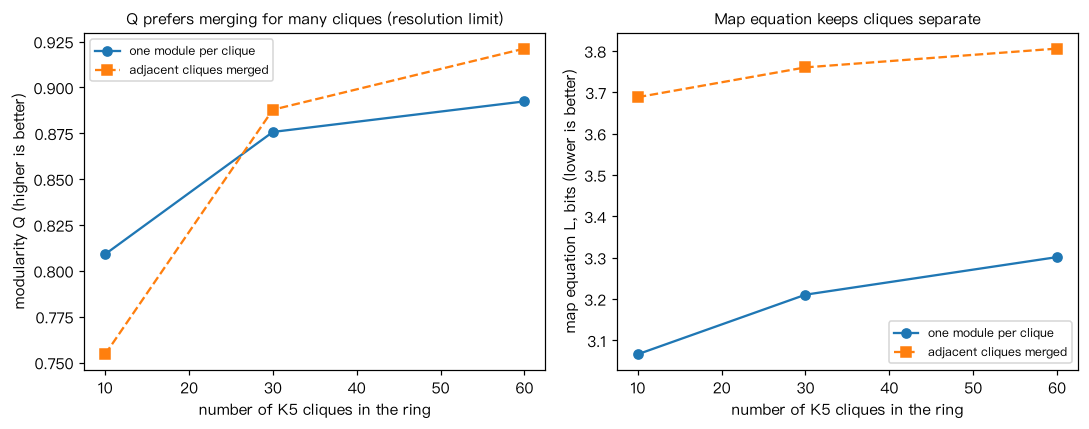 Q prefers merging for many cliques (resolution limit)
modularity Q (higher is better)
0.925
0.900
0.875
0.850
0.825
0.800
0.775
0.750
one module per clique
adjacent cliques merged
10 20 30 40 50 60
number of K5 cliques in the ring
Map equation keeps cliques separate
map equation L, bits (lower is better)
3.8
3.7
3.6
3.5
3.4
3.3
3.2
3.1
one module per clique
adjacent cliques merged
10 20 30 40 50 60
number of K5 cliques in the ring